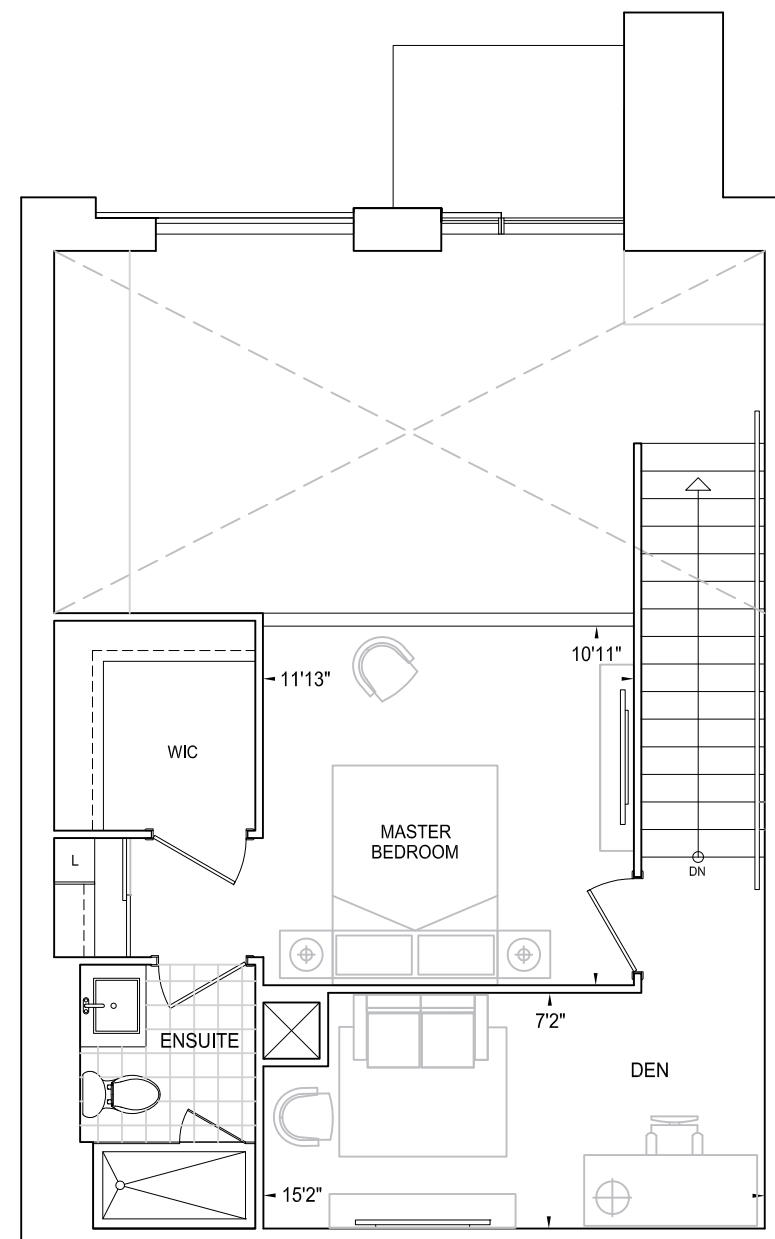 10'11"
11'13"
WIC
MASTER
BEDROOM
L
DN
7'2"
ENSUITE
DEN
15'2"